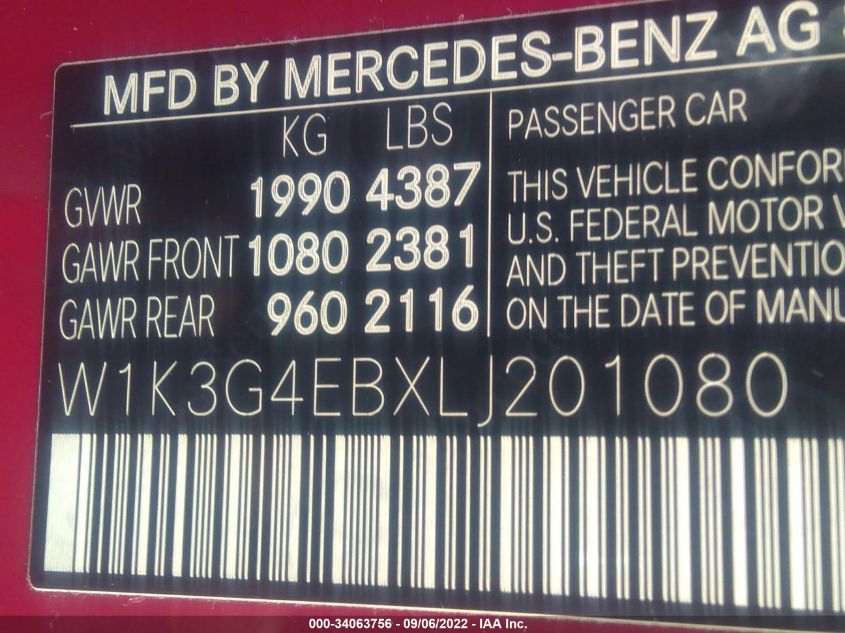 MFD BY MERCEDES-BENZ AG
KG LBS
GVWR 1990 4387
GAWR FRONT 1080 2381
GAWR REAR 960 2116
PASSENGER CAR
THIS VEHICLE CONFOR
U.S. FEDERAL MOTOR V
AND THEFT PREVENTIO
ON THE DATE OF MANU
W1K3G4EBXLJ201080
000-34063756 - 09/06/2022 - IAA Inc.